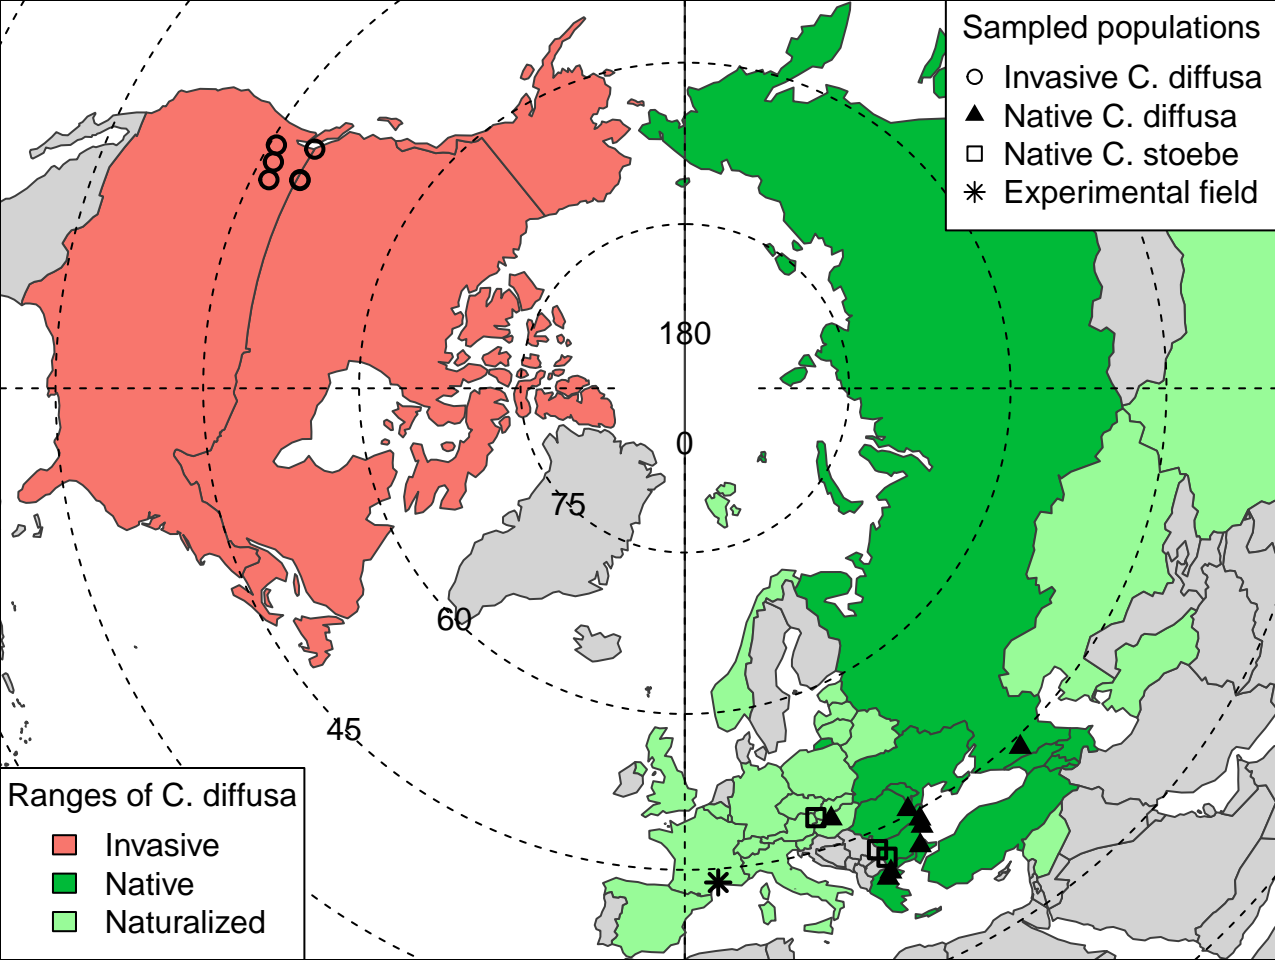 Sampled populations
Invasive C. diffusa
Native C. diffusa
Native C. stoebe
Experimental field
180
0
75
60
45
Ranges of C. diffusa
Invasive
Native
Naturalized